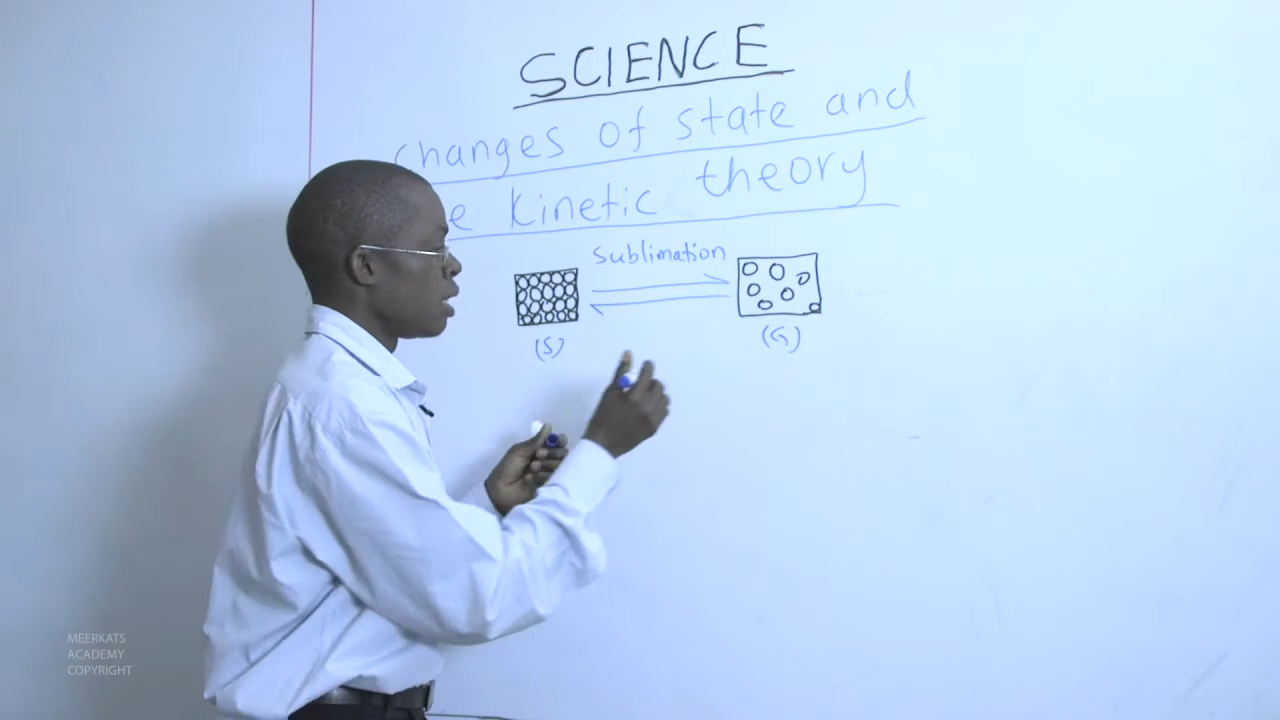 SCIENCE
changes of state and
e kinetic theory
sublimation
(S)
(G)
MEERKATS
ACADEMY
COPYRIGHT